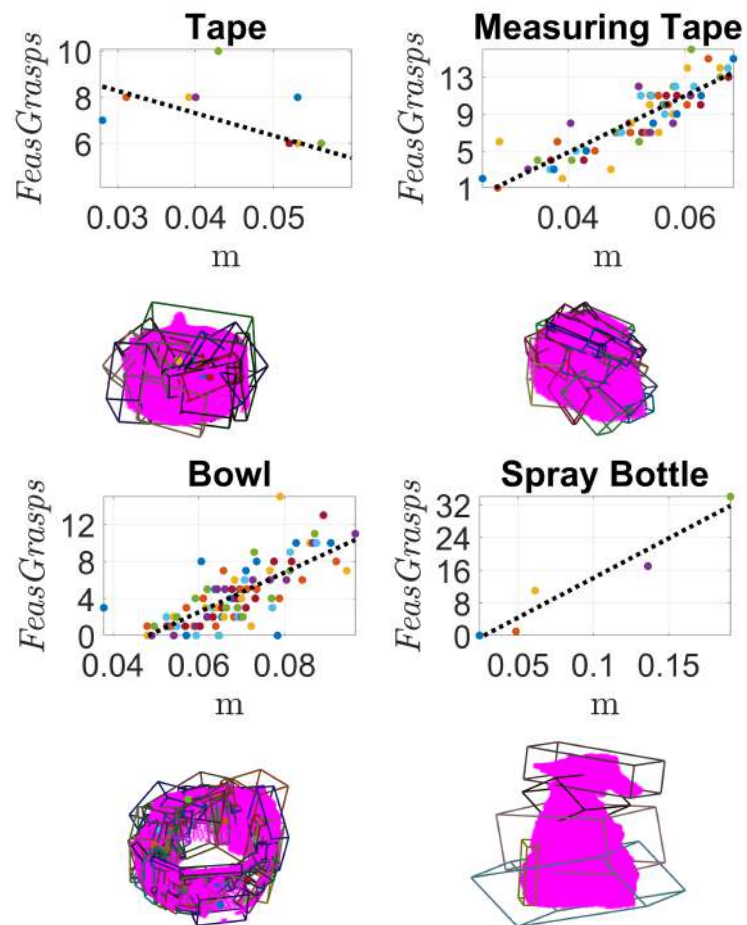 Tape
FeasGrasps
10
8
6
0.03 0.04 0.05
m
Measuring Tape
FeasGrasps
13
9
5
1
0.04 0.06
m
Bowl
FeasGrasps
12
8
4
0
0.04 0.06 0.08
m
Spray Bottle
FeasGrasps
32
24
16
8
0
0.05 0.1 0.15
m